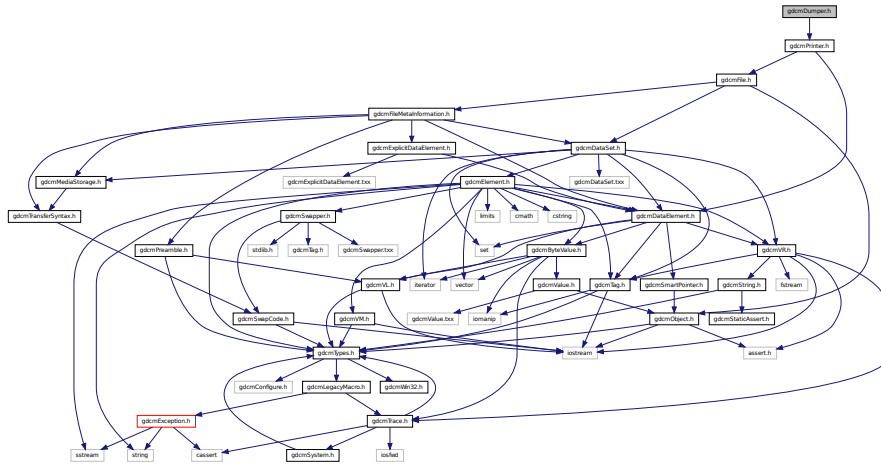 gdcmDumper.h
gdcmPrinter.h
gdcmFile.h
gdcmFileMetaInformation.h
gdcmExplicitDataElement.h
gdcmDataSet.h
gdcmMediaStorage.h
gdcmExplicitDataElement.txx
gdcmElement.h
gdcmDataSet.txx
gdcmTransferSyntax.h
gdcmSwapper.h
limits
cmath
cstring
gdcmDataElement.h
gdcmPreamble.h
stdlib.h
gdcmTag.h
gdcmSwapper.txx
set
gdcmByteValue.h
gdcmVR.h
gdcmVL.h
iterator
vector
gdcmValue.h
gdcmTag.h
gdcmSmartPointer.h
gdcmString.h
fstream
gdcmSwapCode.h
gdcmVM.h
gdcmValue.txx
iomanip
gdcmObject.h
gdcmStaticAssert.h
gdcmTypes.h
iostream
assert.h
gdcmConfigure.h
gdcmLegacyMacro.h
gdcmWin32.h
gdcmException.h
gdcmTrace.h
sstream
string
cassert
gdcmSystem.h
iosfwd